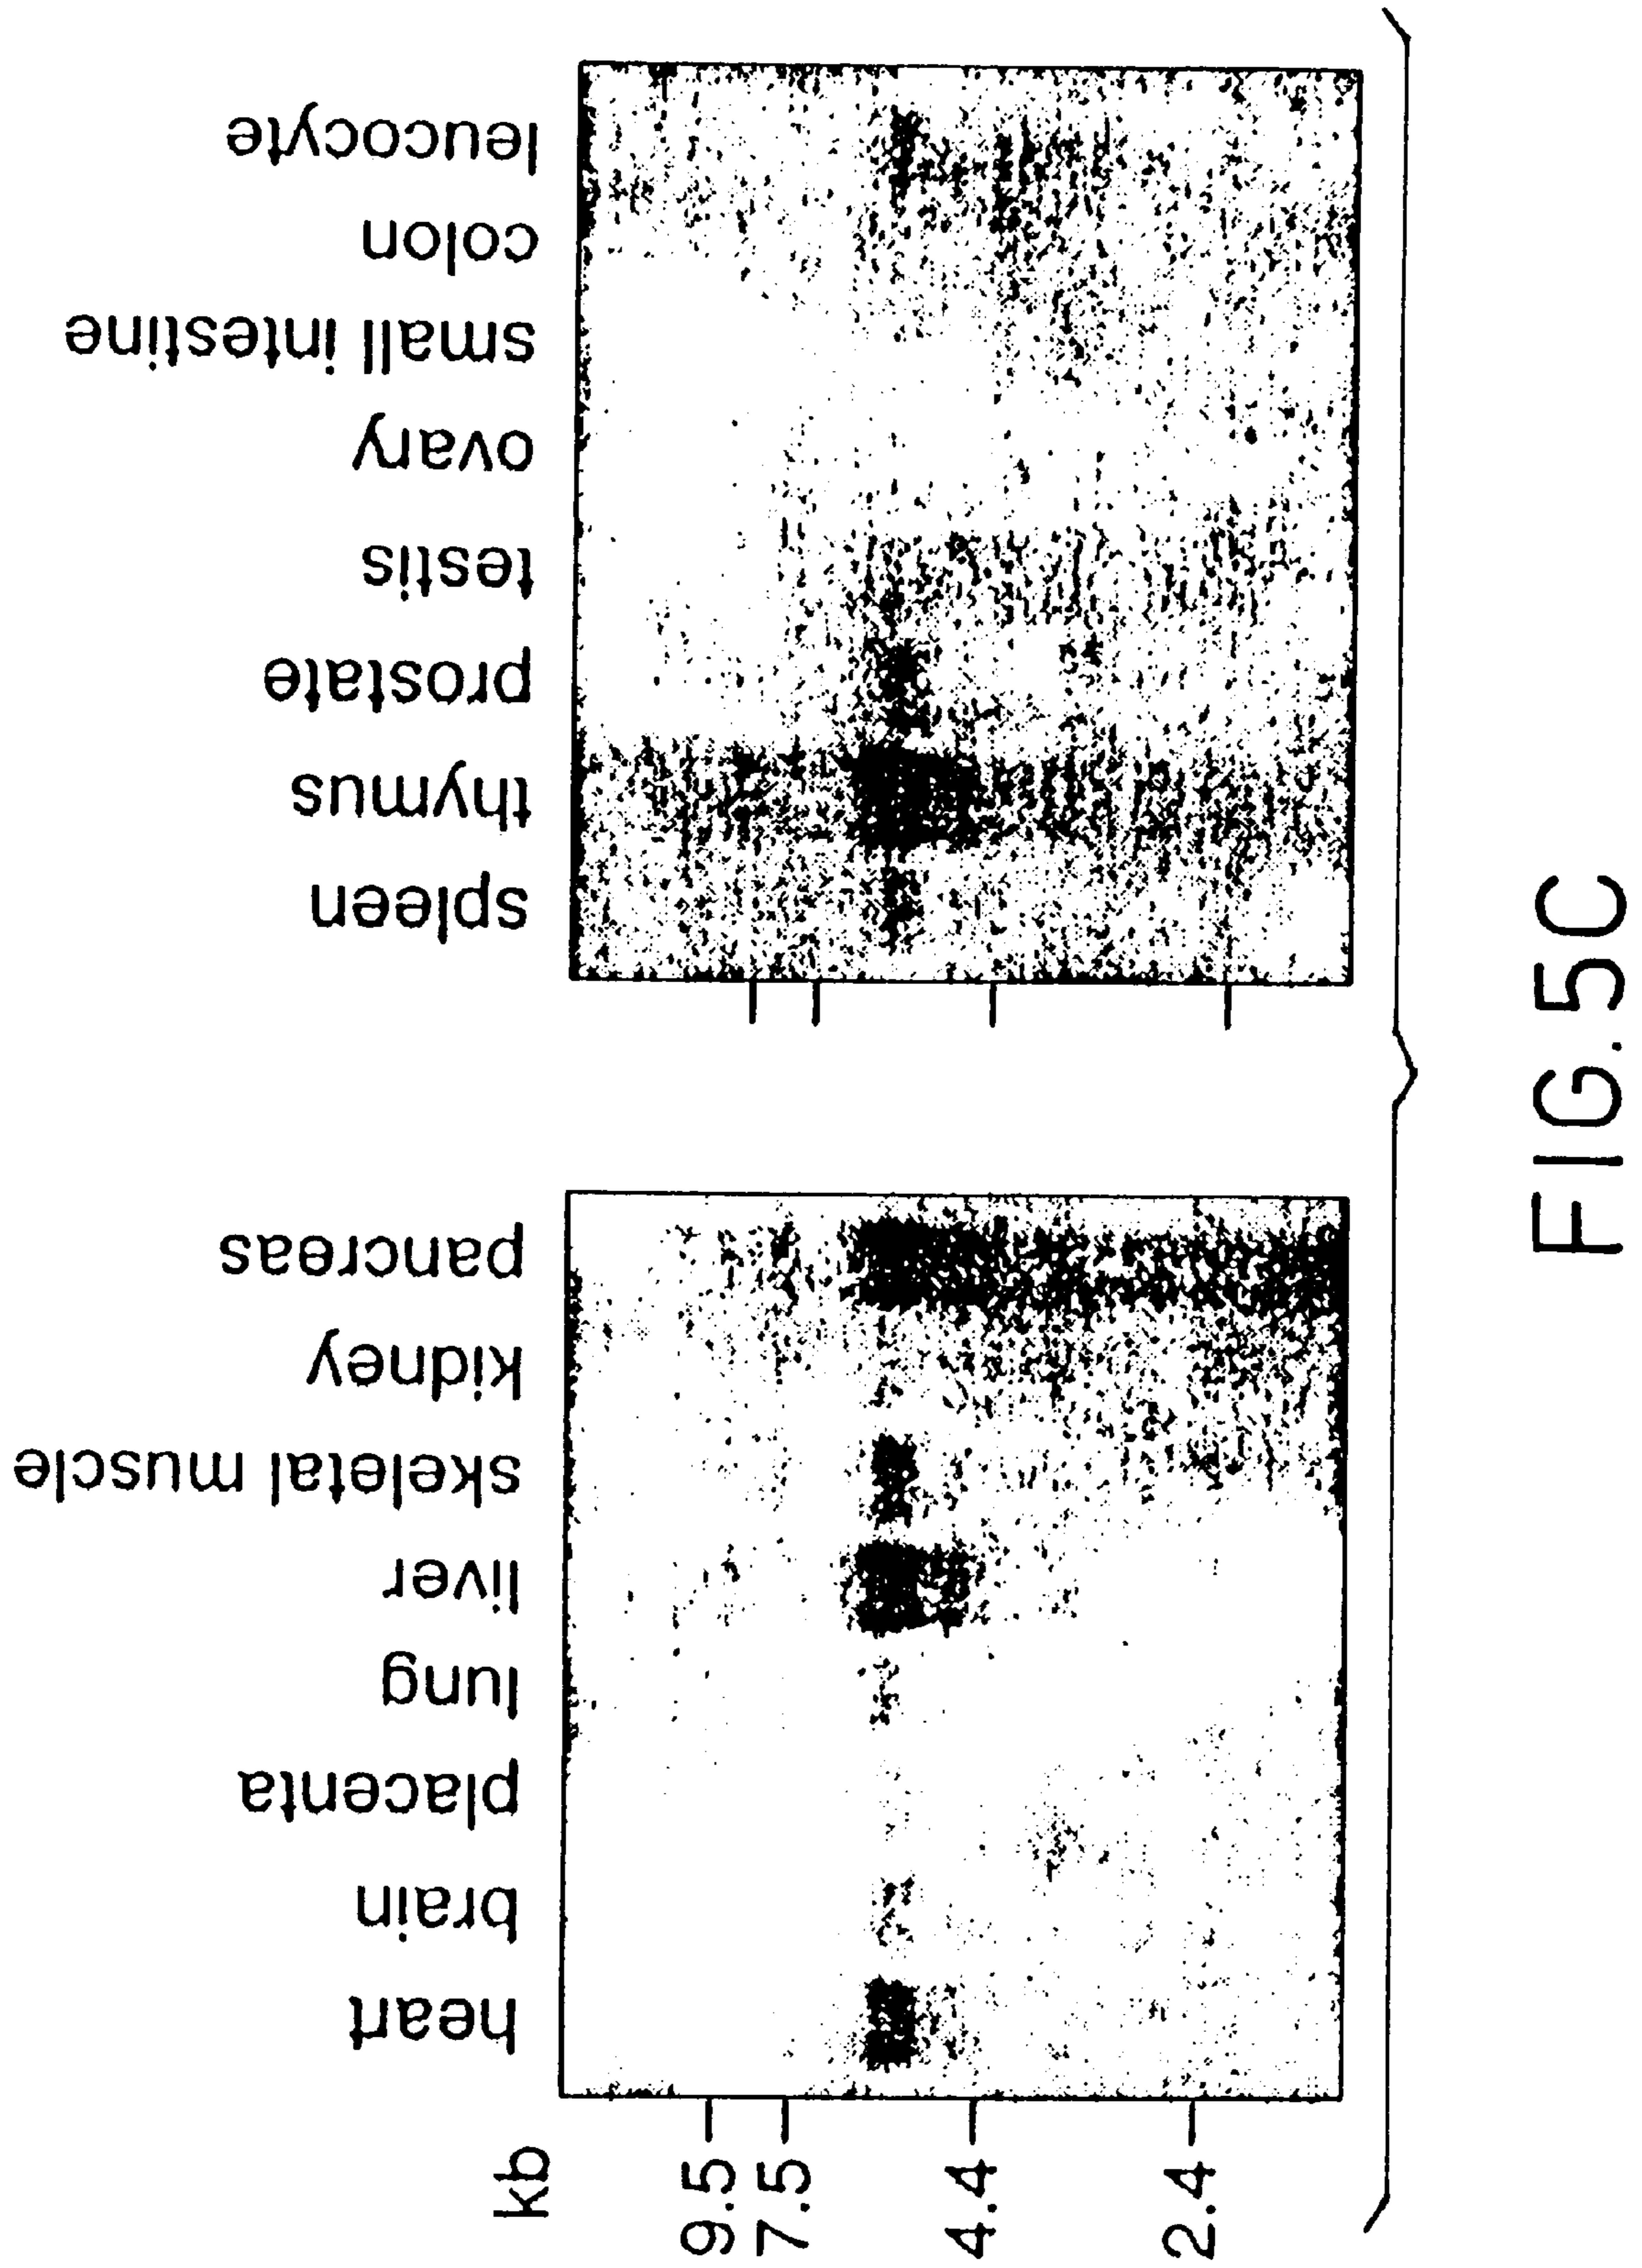 kb
9.5
7.5
4.4
2.4
heart
brain
placenta
lung
liver
skeletal muscle
kidney
pancreas
spleen
thymus
prostate
testis
ovary
small intestine
colon
leucocyte
FIG.5C